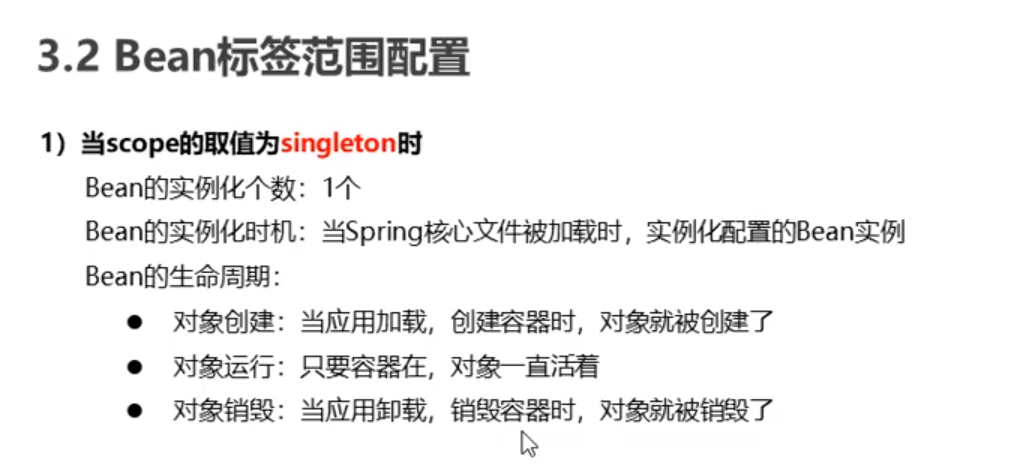 3.2 Bean标签范围配置
1）当scope的取值为singleton时
Bean的实例化个数：1个
Bean的实例化时机：当Spring核心文件被加载时，实例化配置的Bean实例
Bean的生命周期：
● 对象创建：当应用加载，创建容器时，对象就被创建了
● 对象运行：只要容器在，对象一直活着
● 对象销毁：当应用卸载，销毁容器时，对象就被销毁了